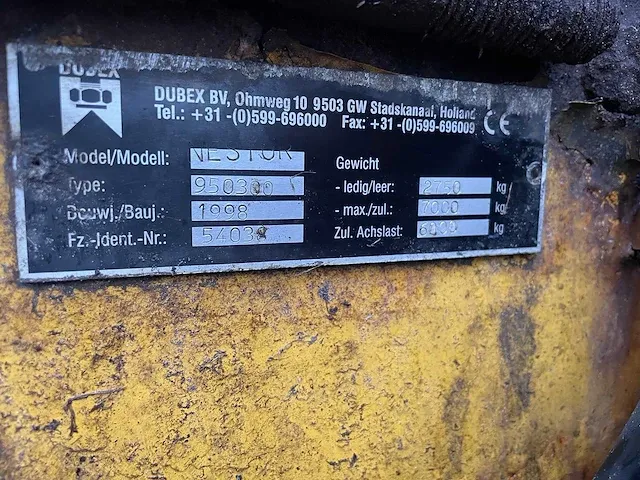 DUBEX
DUBEX BV, Ohmweg 10 9503 GW Stadskanaal, Holland
Tel.: +31 -(0)599-696000 Fax: +31 -(0)599-696009 CE
Model/Modell: NESTOR
Gewicht
Type:
- ledig/leer: 2750 kg
Bouwj./Bauj.: 1998
- max./zul.: 7000 kg
Fz.-Ident.-Nr.:
Zul. Achslast: kg